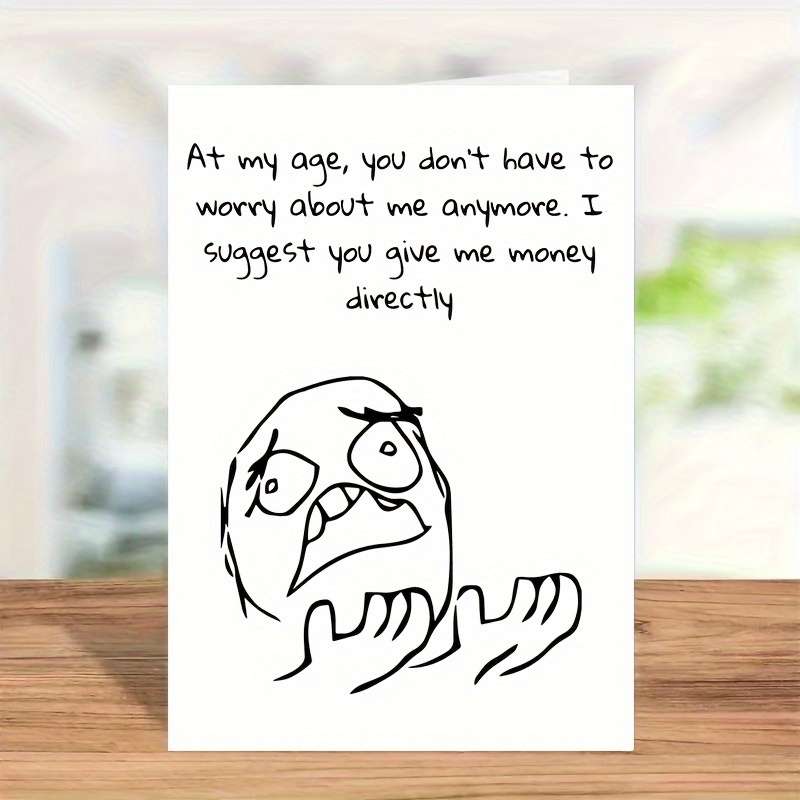 At my age, you don't have to
worry about me anymore. I
suggest you give me money
directly